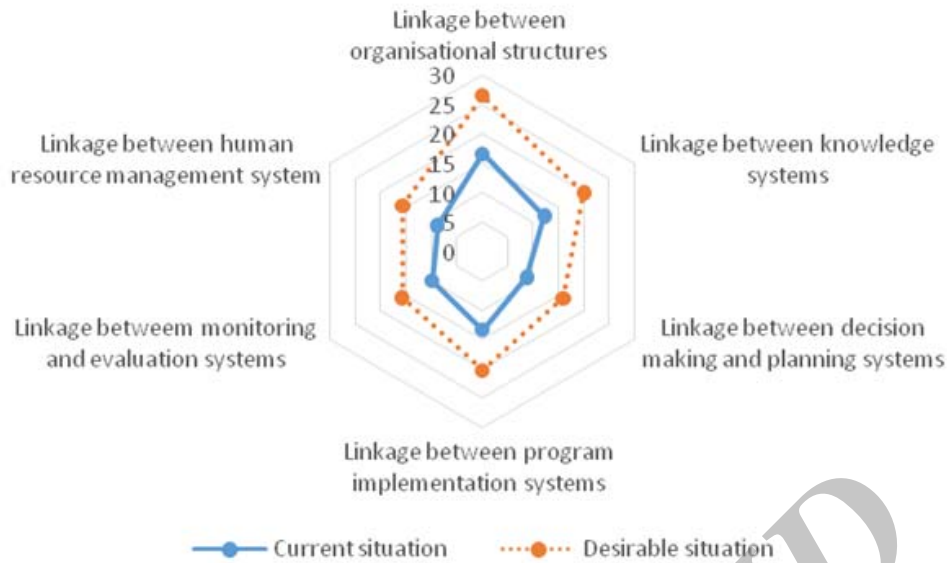 Linkage between
organisational structures
30
25
20
15
10
5
0
Linkage between human
resource management system
Linkage between knowledge
systems
Linkage betweem monitoring
and evaluation systems
Linkage between decision
making and planning systems
Linkage between program
implementation systems
Current situation
Desirable situation